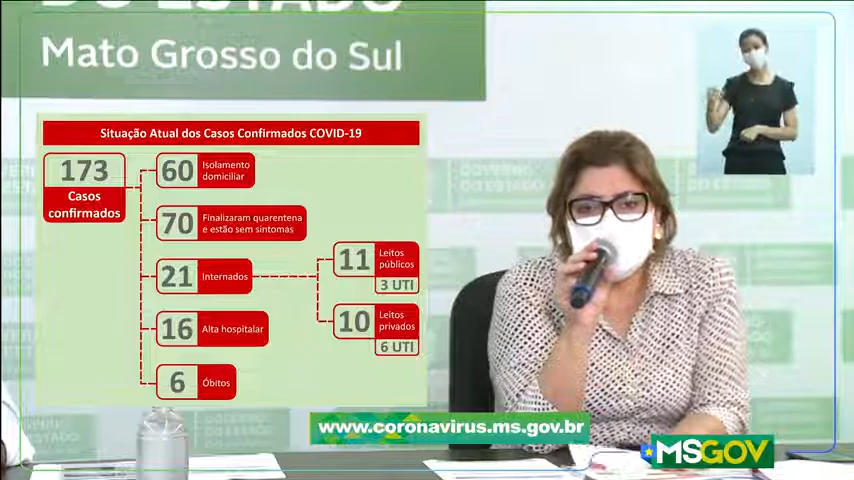 DO ESTADO
Mato Grosso do Sul
Situação Atual dos Casos Confirmados COVID-19
173
Casos
confirmados
60
Isolamento
domiciliar
70
Finalizaram quarentena
e estão sem sintomas
21
Internados
11
Leitos
públicos
3 UTI
10
Leitos
privados
6 UTI
16
Alta hospitalar
6
Óbitos
www.coronavirus.ms.gov.br
MSGOV